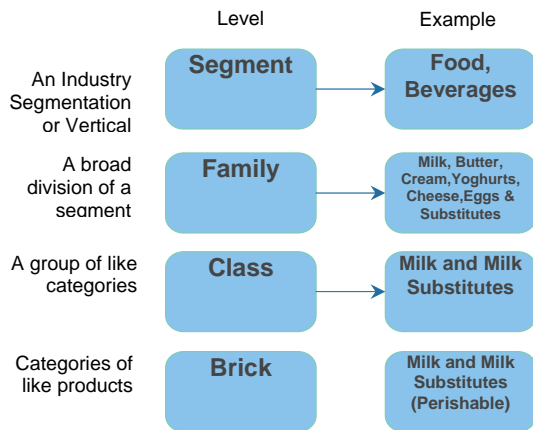 Level
Example
An Industry
Segmentation
or Vertical
Segment
Food,
Beverages
A broad
division of a
segment
Family
Milk, Butter,
Cream,Yoghurts,
Cheese,Eggs &
Substitutes
A group of like
categories
Class
Milk and Milk
Substitutes
Categories of
like products
Brick
Milk and Milk
Substitutes
(Perishable)